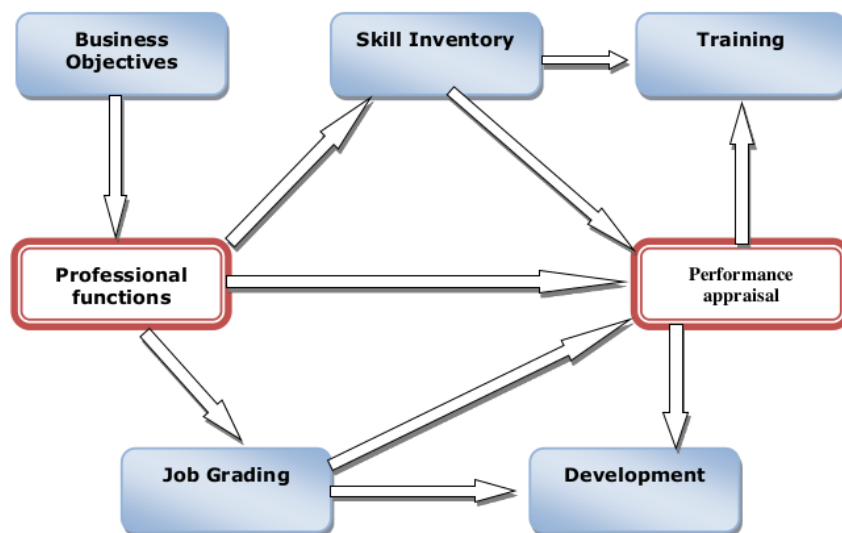 Business
Objectives
Skill Inventory
Training
Professional
functions
Performance
appraisal
Job Grading
Development